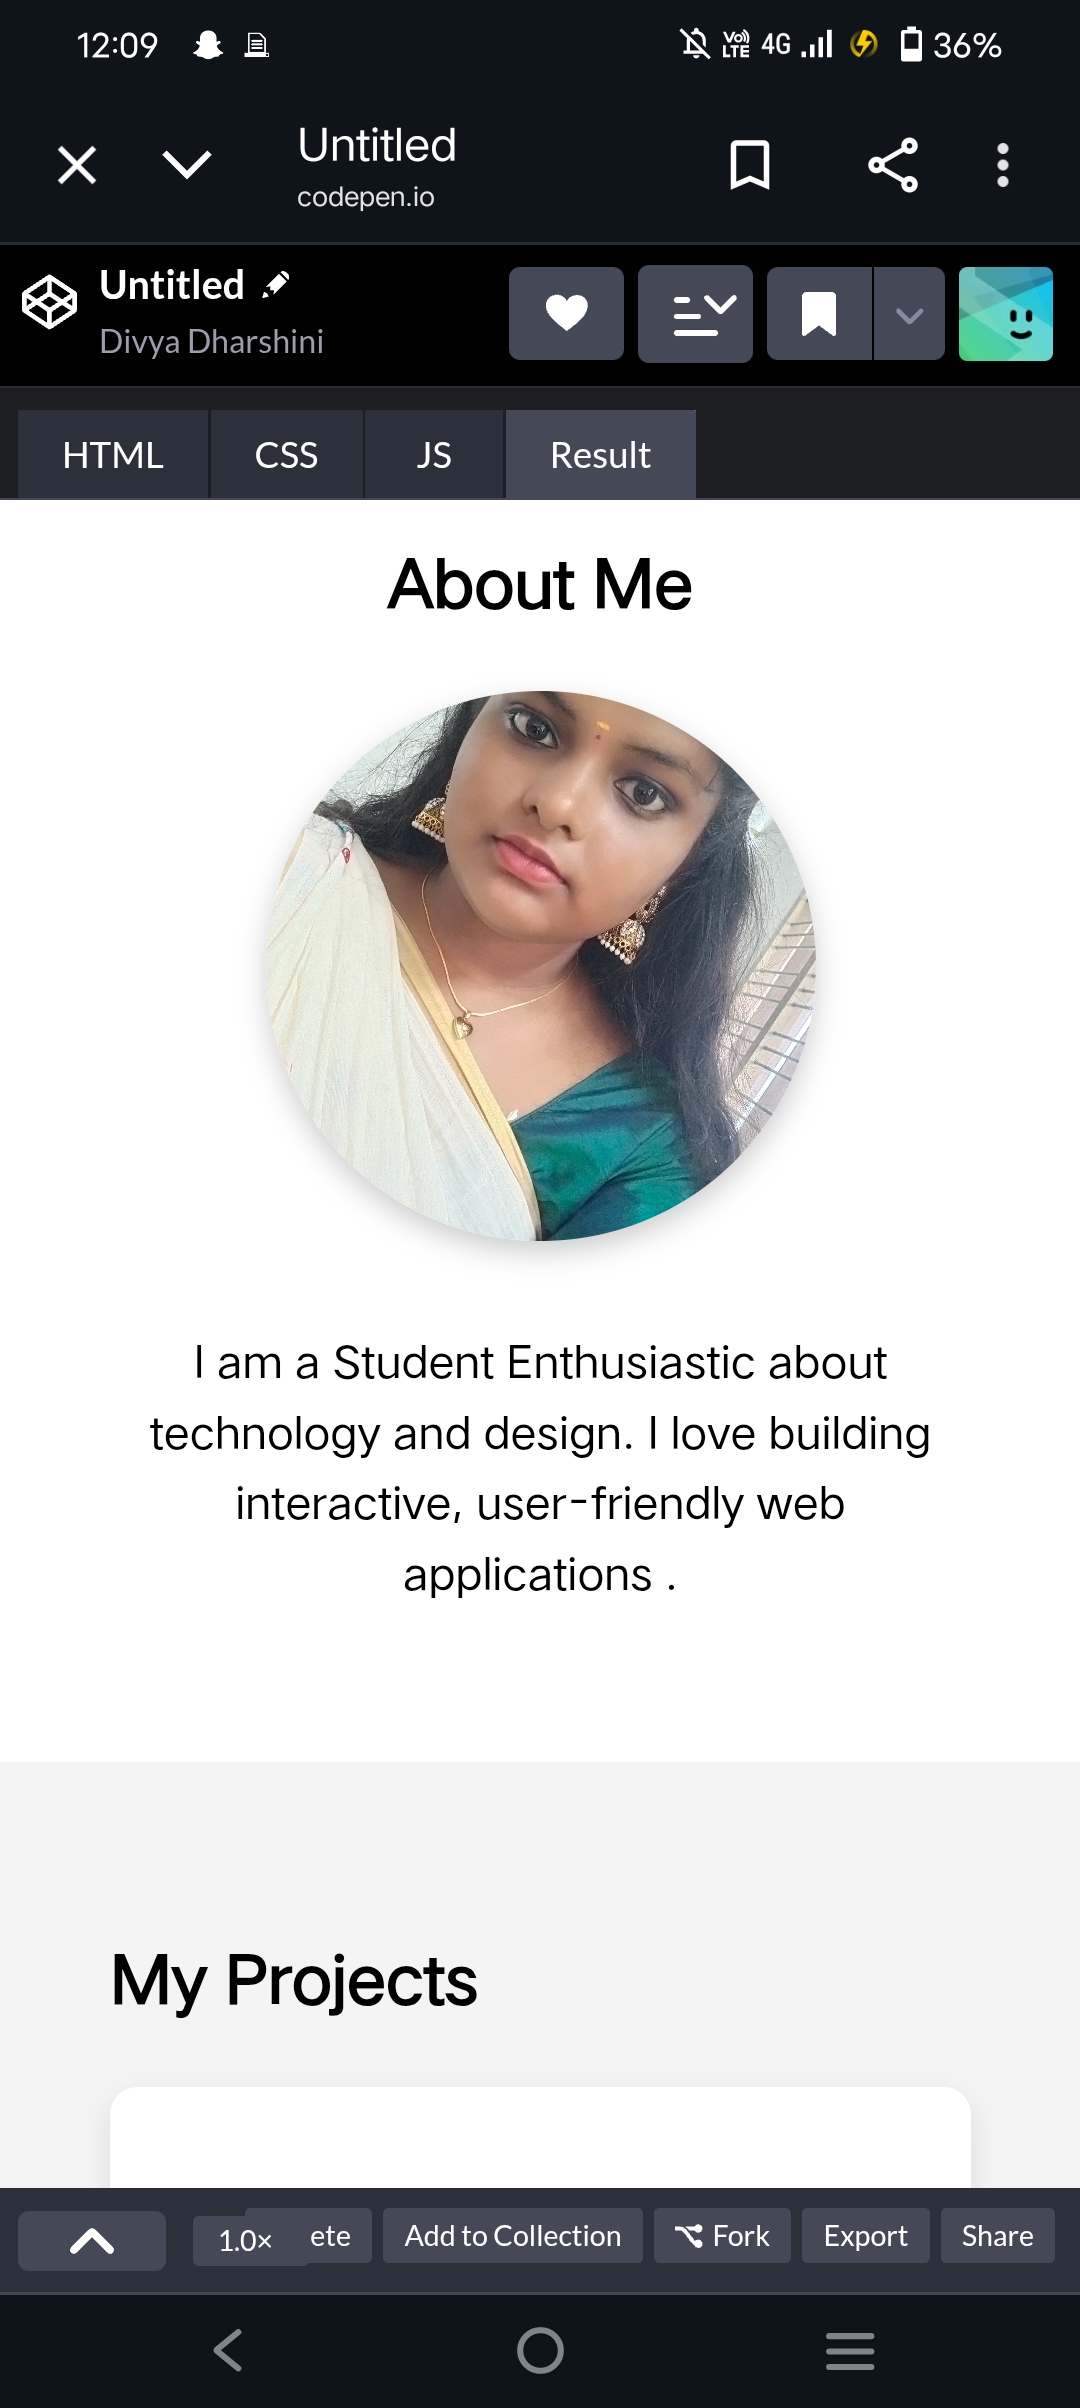 12:09 Vo)) LTE 4G 36%
Untitled
codepen.io
Untitled
Divya Dharshini
HTML CSS JS Result
About Me
I am a Student Enthusiastic about
technology and design. I love building
interactive, user-friendly web
applications .
My Projects
1.0× ete Add to Collection Fork Export Share